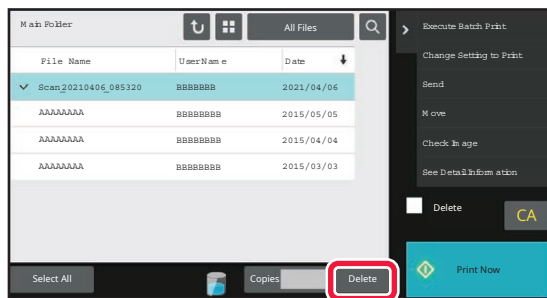 Main Folder
All Files
File Name UserName Date
Scan_20210406_085320 BBBBBBB 2021/04/06
AAAAAAAA BBBBBBBB 2015/05/05
AAAAAAAA BBBBBBBB 2015/04/04
AAAAAAAA BBBBBBBB 2015/03/03
Select All
Copies
Delete
Execute Batch Print
Change Setting to Print
Send
Move
Check Image
See Detail Information
Delete
CA
Print Now